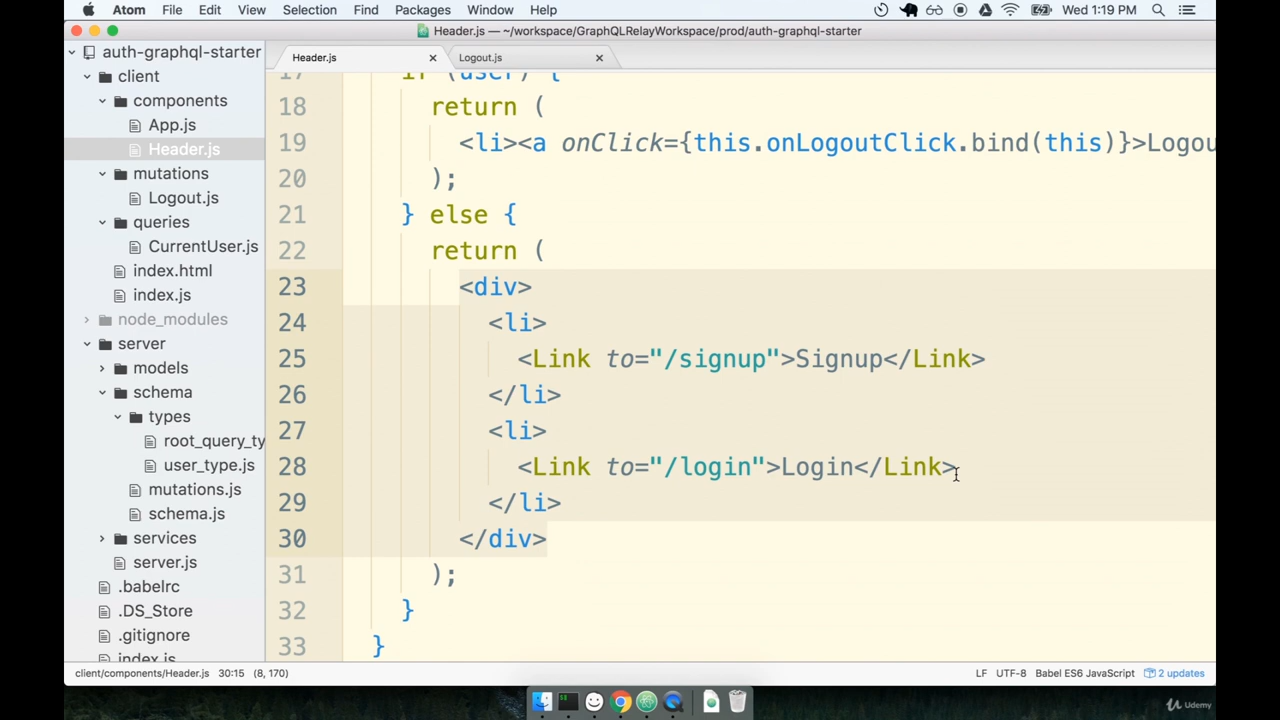 Atom File Edit View Selection Find Packages Window Help Wed 1:19 PM
Header.js — ~/workspace/GraphQLRelayWorkspace/prod/auth-graphql-starter
auth-graphql-starter
client
components
App.js
Header.js
mutations
Logout.js
queries
CurrentUser.js
index.html
index.js
node_modules
server
models
schema
types
root_query_ty
user_type.js
mutations.js
schema.js
services
server.js
.babelrc
.DS_Store
.gitignore
index.js
Header.js Logout.js
17 if (user) {
18 return (
19 <li><a onClick={this.onLogoutClick.bind(this)}>Logou
20 );
21 } else {
22 return (
23 <div>
24 <li>
25 <Link to="/signup">Signup</Link>
26 </li>
27 <li>
28 <Link to="/login">Login</Link>
29 </li>
30 </div>
31 );
32 }
33 }
client/components/Header.js 30:15 (8, 170) LF UTF-8 Babel ES6 JavaScript 2 updates
Udemy